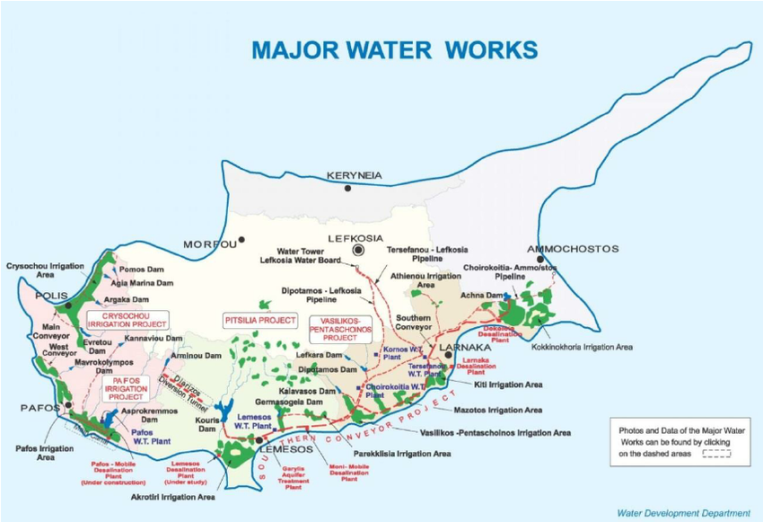 MAJOR WATER WORKS
KERYNEIA
MORFOU
LEFKOSIA
AMMOCHOSTOS
Water Tower
Lefkosia Water Board
Tersefanou - Lefkosia
Pipeline
Choirokoitia- Ammostos
Pipeline
Crysochou Irrigation
Area
Pomos Dam
Agia Marina Dam
Argaka Dam
POLIS
Athienou Irrigation
Area
Dipotamos - Lefkosia
Pipeline
Achna Dam
CRYSOCHOU
IRRIGATION PROJECT
PITSILIA PROJECT
VASILIKOS-
PENTASCHOINOS
PROJECT
Southern
Conveyor
Dekelia
Desalination
Plant
Main
Conveyor
West
Conveyor
Evretou
Dam
Kannaviou Dam
Mavrokolympos
Dam
Arminou Dam
Diarizos
Diversion Tunnel
Lefkara Dam
Dipotamos Dam
Kornos W.T.
Plant
LARNAKA
Kokkinokhoria Irrigation Area
Tersefanou
W.T. Plant
Larnaka
Desalination
Plant
PAFOS
IRRIGATION
PROJECT
Choirokoitia W.T.
Plant
Kiti Irrigation Area
Kalavasos Dam
Germasogela Dam
PAFOS
Asprokremmos
Dam
Kouris
Dam
Lemesos
W.T. Plant
Mazotos Irrigation Area
Pafos
W.T. Plant
Pafos Irrigation
Area
Vasilikos -Pentaschoinos Irrigation Area
LEMESOS
SOUTHERN CONVEYOR PROJECT
Parekklisia Irrigation Area
Pafos - Mobile
Desalination
Plant
(Under construction)
Lemesos
Desalination
Plant
(Under study)
Garylis
Aquifer
Treatment
Plant
Moni- Mobile
Desalination
Plant
Akrotiri Irrigation Area
Photos and Data of the Major Water
Works can be found by clicking
on the dashed areas
Water Development Department